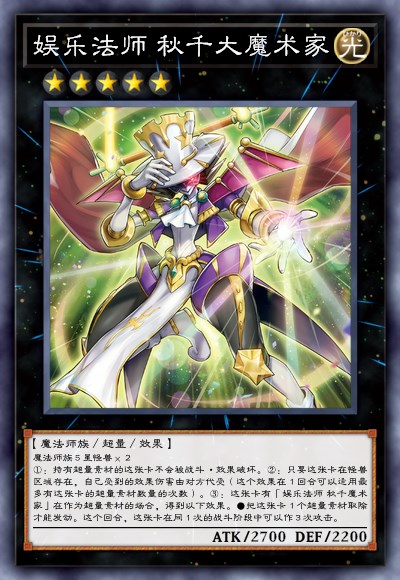 娱乐法师 秋千大魔术家
光
【魔法师族／超量／效果】
魔法师族５星怪兽×２
①：持有超量素材的这张卡不会被战斗·效果破坏。②：只要这张卡在怪兽
区域存在，自己受到的效果伤害由对方代受（这个效果在１回合可以适用最
多有这张卡的超量素材数量的次数）。③：这张卡有「娱乐法师 秋千魔术
家」在作为超量素材的场合，得到以下效果。●把这张卡１个超量素材取除
才能发动。这个回合，这张卡在同１次的战斗阶段中可以作３次攻击。
ATK/2700 DEF/2200